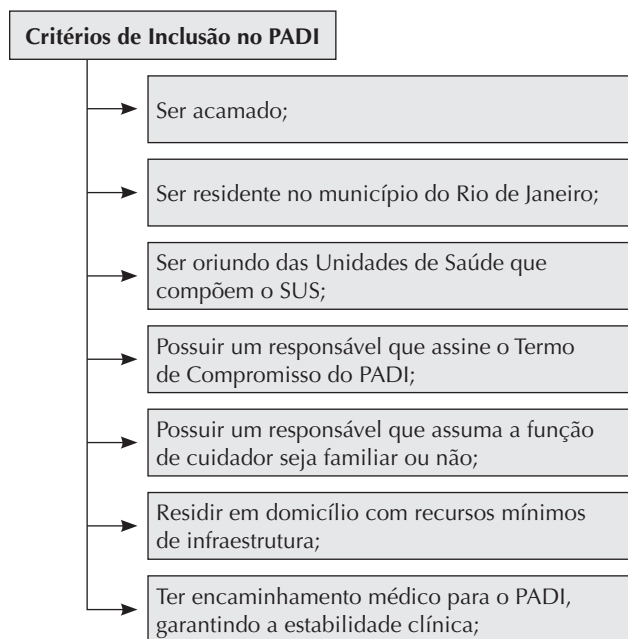 Critérios de Inclusão no PADI
Ser acamado;
Ser residente no município do Rio de Janeiro;
Ser oriundo das Unidades de Saúde que
compõem o SUS;
Possuir um responsável que assine o Termo
de Compromisso do PADI;
Possuir um responsável que assuma a função
de cuidador seja familiar ou não;
Residir em domicílio com recursos mínimos
de infraestrutura;
Ter encaminhamento médico para o PADI,
garantindo a estabilidade clínica;